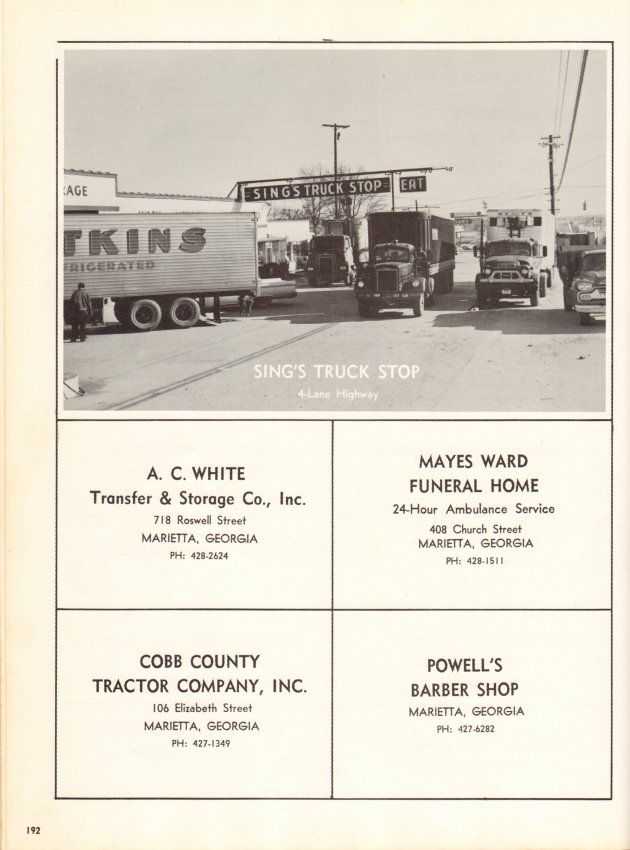 RAGE
SING'S TRUCK STOP EAT
TKINS
FRIGERATED
SING'S TRUCK STOP
4-Lane Highway
A. C. WHITE
Transfer & Storage Co., Inc.
718 Roswell Street
MARIETTA, GEORGIA
PH: 428-2624
MAYES WARD
FUNERAL HOME
24-Hour Ambulance Service
408 Church Street
MARIETTA, GEORGIA
PH: 428-1511
COBB COUNTY
TRACTOR COMPANY, INC.
106 Elizabeth Street
MARIETTA, GEORGIA
PH: 427-1349
POWELL'S
BARBER SHOP
MARIETTA, GEORGIA
PH: 427-6282
192